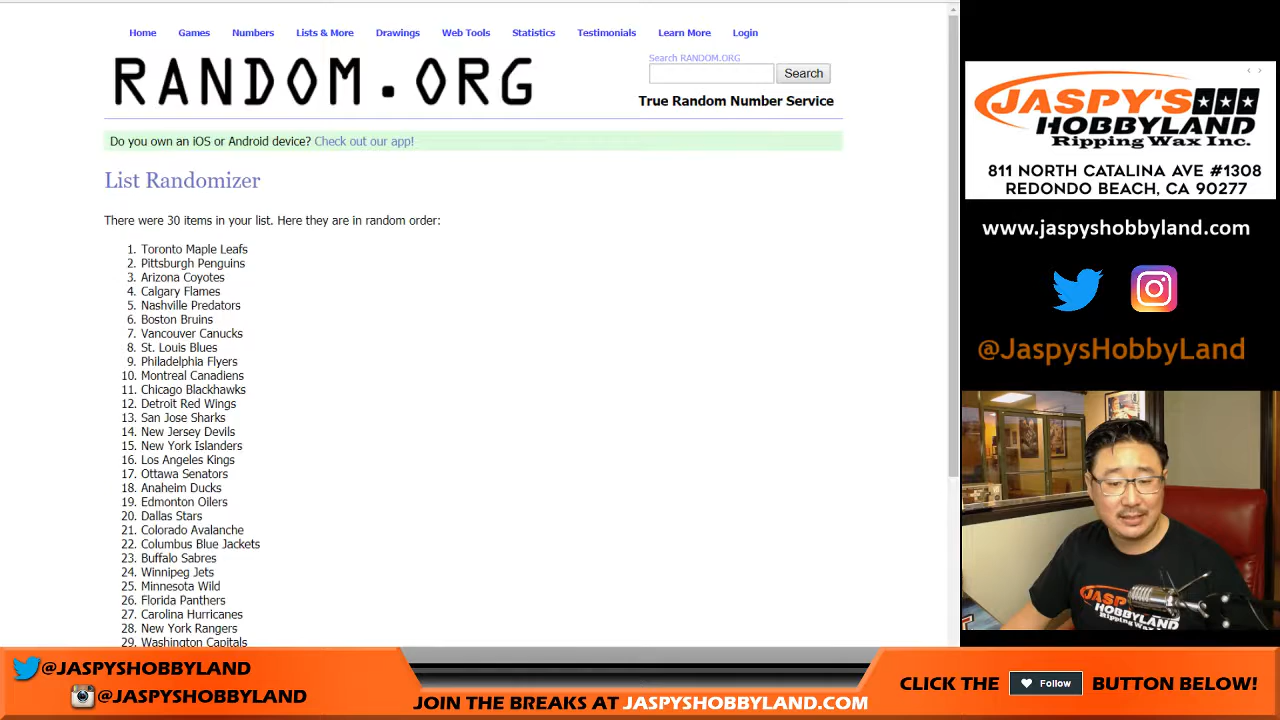 Home Games Numbers Lists & More Drawings Web Tools Statistics Testimonials Learn More Login
RANDOM.ORG
Search RANDOM.ORG
Search
True Random Number Service
Do you own an iOS or Android device? Check out our app!
List Randomizer
There were 30 items in your list. Here they are in random order:
1. Toronto Maple Leafs
2. Pittsburgh Penguins
3. Arizona Coyotes
4. Calgary Flames
5. Nashville Predators
6. Boston Bruins
7. Vancouver Canucks
8. St. Louis Blues
9. Philadelphia Flyers
10. Montreal Canadiens
11. Chicago Blackhawks
12. Detroit Red Wings
13. San Jose Sharks
14. New Jersey Devils
15. New York Islanders
16. Los Angeles Kings
17. Ottawa Senators
18. Anaheim Ducks
19. Edmonton Oilers
20. Dallas Stars
21. Colorado Avalanche
22. Columbus Blue Jackets
23. Buffalo Sabres
24. Winnipeg Jets
25. Minnesota Wild
26. Florida Panthers
27. Carolina Hurricanes
28. New York Rangers
29. Washington Capitals
JASPY'S
HOBBYLAND
Ripping Wax Inc.
811 NORTH CATALINA AVE #1308
REDONDO BEACH, CA 90277
www.jaspyshobbyland.com
@JaspysHobbyLand
JASPY'S
HOBBYLAND
Ripping Wax
@JASPYSHOBBYLAND
@JASPYSHOBBYLAND
JOIN THE BREAKS AT JASPYSHOBBYLAND.COM
CLICK THE Follow BUTTON BELOW!